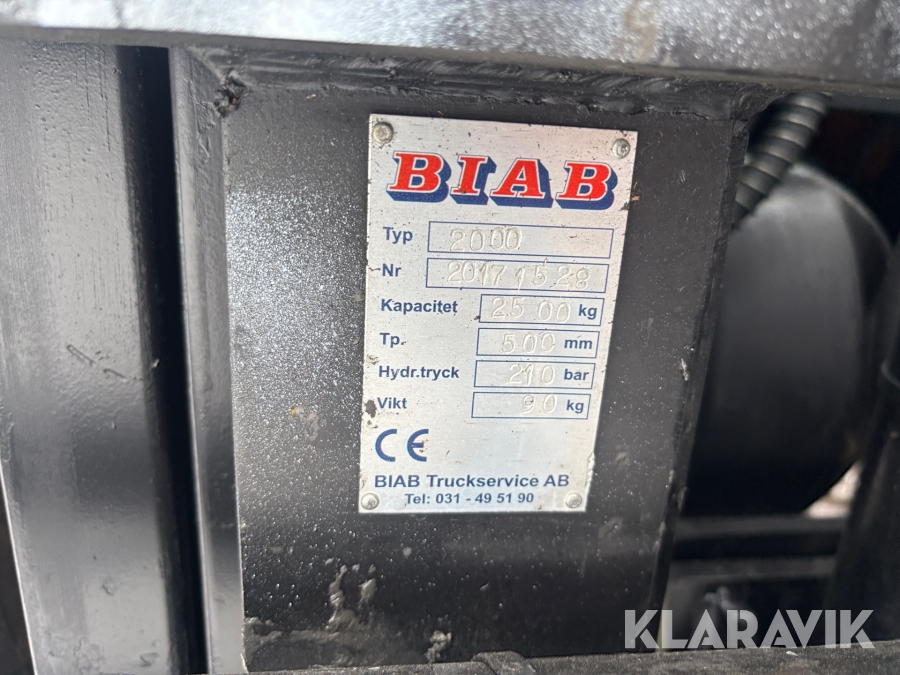 BIAB
Typ 2000
Nr 20171528
Kapacitet 2500 kg
Tp. 500 mm
Hydr.tryck 210 bar
Vikt 90 kg
CE
BIAB Truckservice AB
Tel: 031 - 49 51 90
KLARAVIK